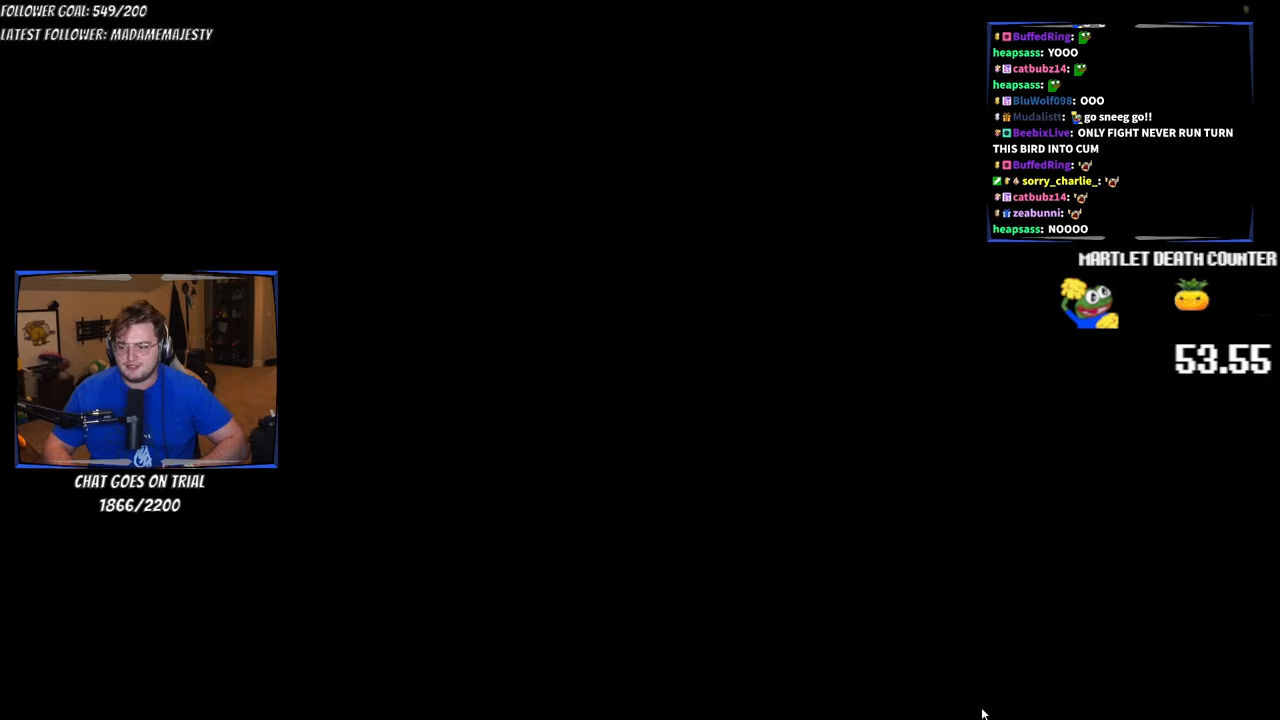 FOLLOWER GOAL: 549/200
LATEST FOLLOWER: MADAMEMAJESTY
BuffedRing:
heapsass: YOOO
catbubz14:
heapsass:
BluWolf098: OOO
Mudalistt: go sneeg go!!
BeebixLive: ONLY FIGHT NEVER RUN TURN
THIS BIRD INTO CUM
BuffedRing:
sorry_charlie_:
catbubz14:
zeabunni:
heapsass: NOOOO
MARTLET DEATH COUNTER
53.55
CHAT GOES ON TRIAL
1866/2200